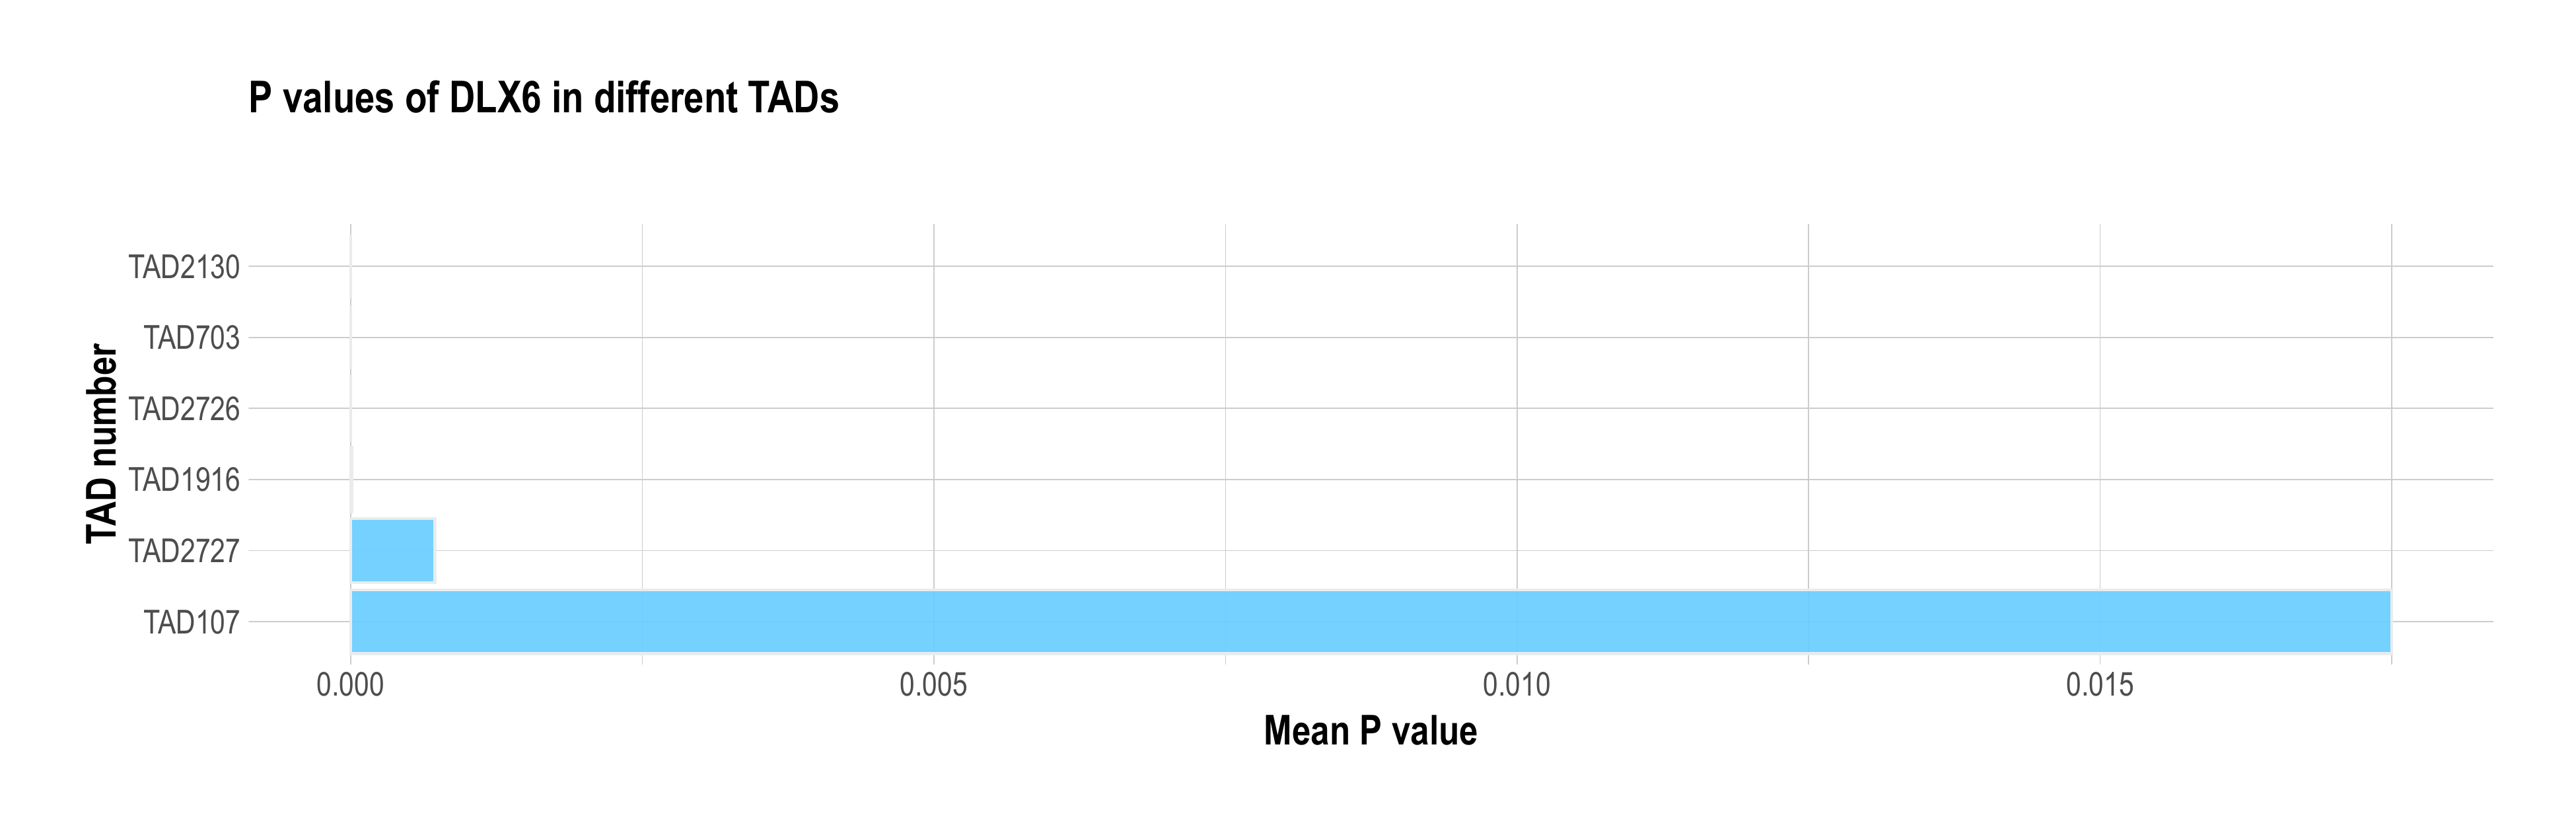 P values of DLX6 in different TADs
TAD number
TAD2130
TAD703
TAD2726
TAD1916
TAD2727
TAD107
0.000 0.005 0.010 0.015
Mean P value